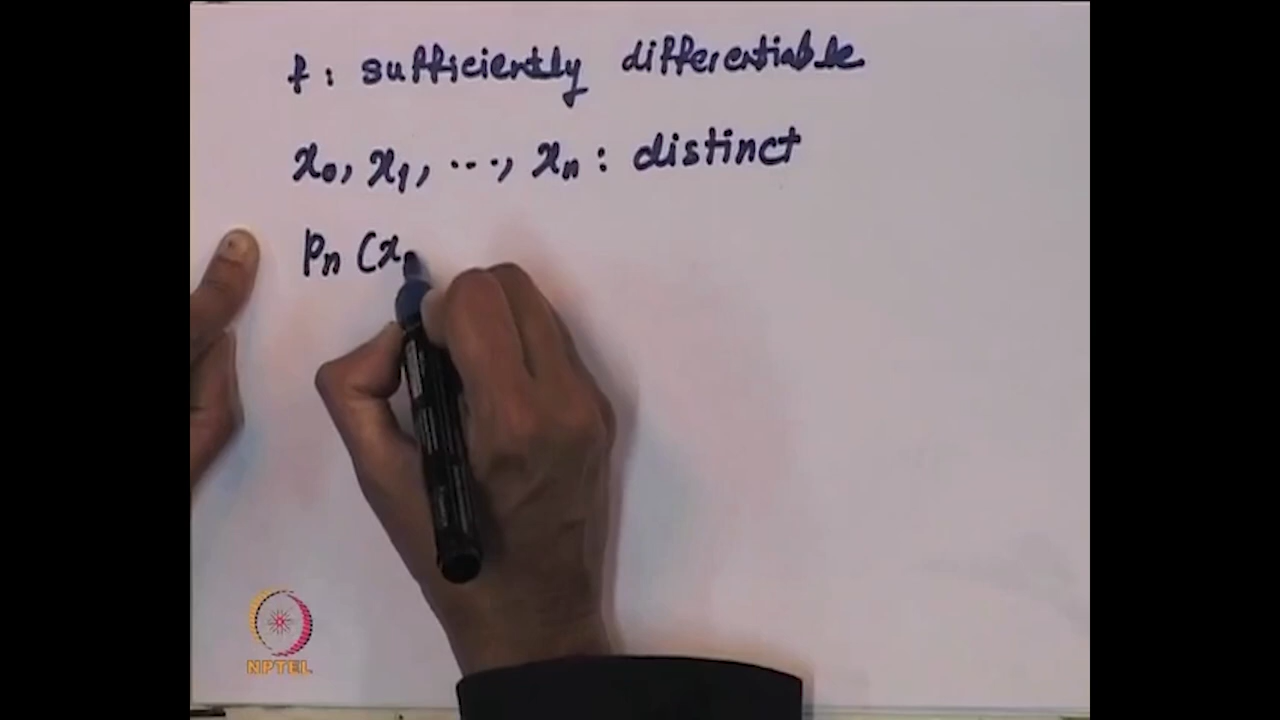 f : sufficiently differentiable
x₀, x₁, ..., xₙ : distinct
pₙ (x
NPTEL